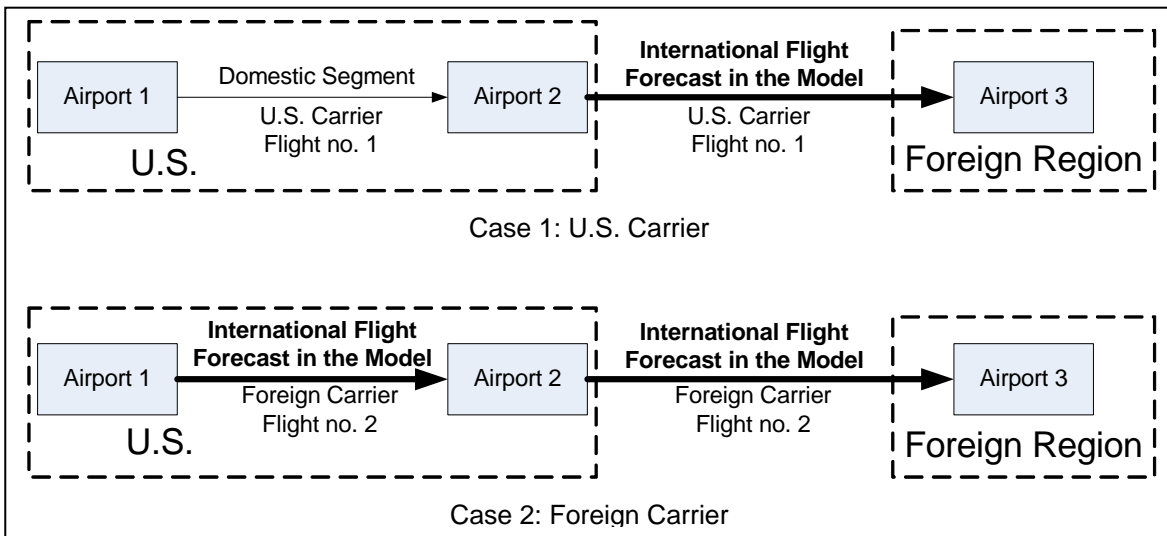 International Flight
Forecast in the Model
Airport 1
Domestic Segment
U.S. Carrier
Flight no. 1
Airport 2
U.S. Carrier
Flight no. 1
Airport 3
U.S.
Foreign Region
Case 1: U.S. Carrier
International Flight
Forecast in the Model
International Flight
Forecast in the Model
Airport 1
Foreign Carrier
Flight no. 2
Airport 2
Foreign Carrier
Flight no. 2
Airport 3
U.S.
Foreign Region
Case 2: Foreign Carrier